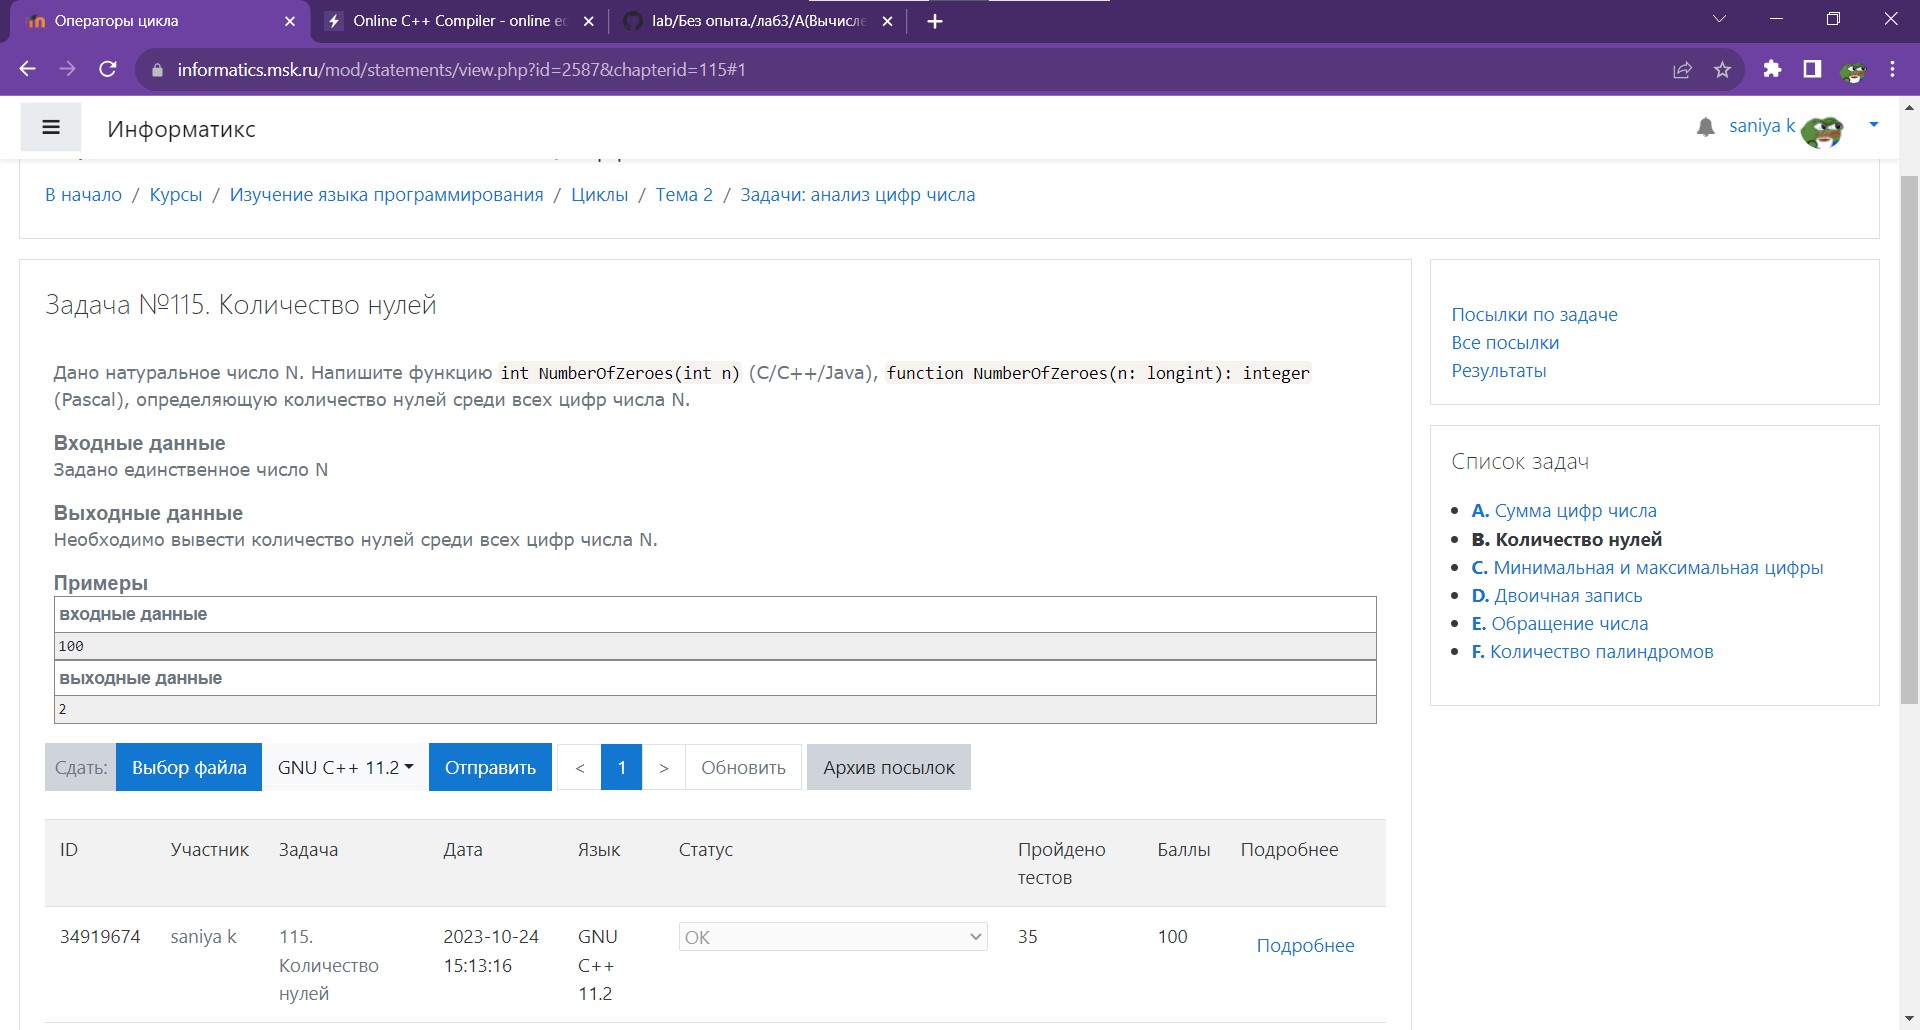 Операторы цикла
Online C++ Compiler - online ed
lab/Без опыта./лаб3/А(Вычисле
informatics.msk.ru/mod/statements/view.php?id=2587&chapterid=115#1
Информатикс
saniya k
В начало / Курсы / Изучение языка программирования / Циклы / Тема 2 / Задачи: анализ цифр числа
Задача №115. Количество нулей
Дано натуральное число N. Напишите функцию int NumberOfZeroes(int n) (C/C++/Java), function NumberOfZeroes(n: longint): integer
(Pascal), определяющую количество нулей среди всех цифр числа N.
Входные данные
Задано единственное число N
Выходные данные
Необходимо вывести количество нулей среди всех цифр числа N.
Примеры
входные данные
100
выходные данные
2
Сдать: Выбор файла GNU C++ 11.2 Отправить < 1 > Обновить Архив посылок
ID Участник Задача Дата Язык Статус Пройдено Баллы Подробнее
тестов
34919674 saniya k 115. 2023-10-24 GNU OK 35 100 Подробнее
Количество 15:13:16 C++
нулей 11.2
Посылки по задаче
Все посылки
Результаты
Список задач
A. Сумма цифр числа
B. Количество нулей
C. Минимальная и максимальная цифры
D. Двоичная запись
E. Обращение числа
F. Количество палиндромов